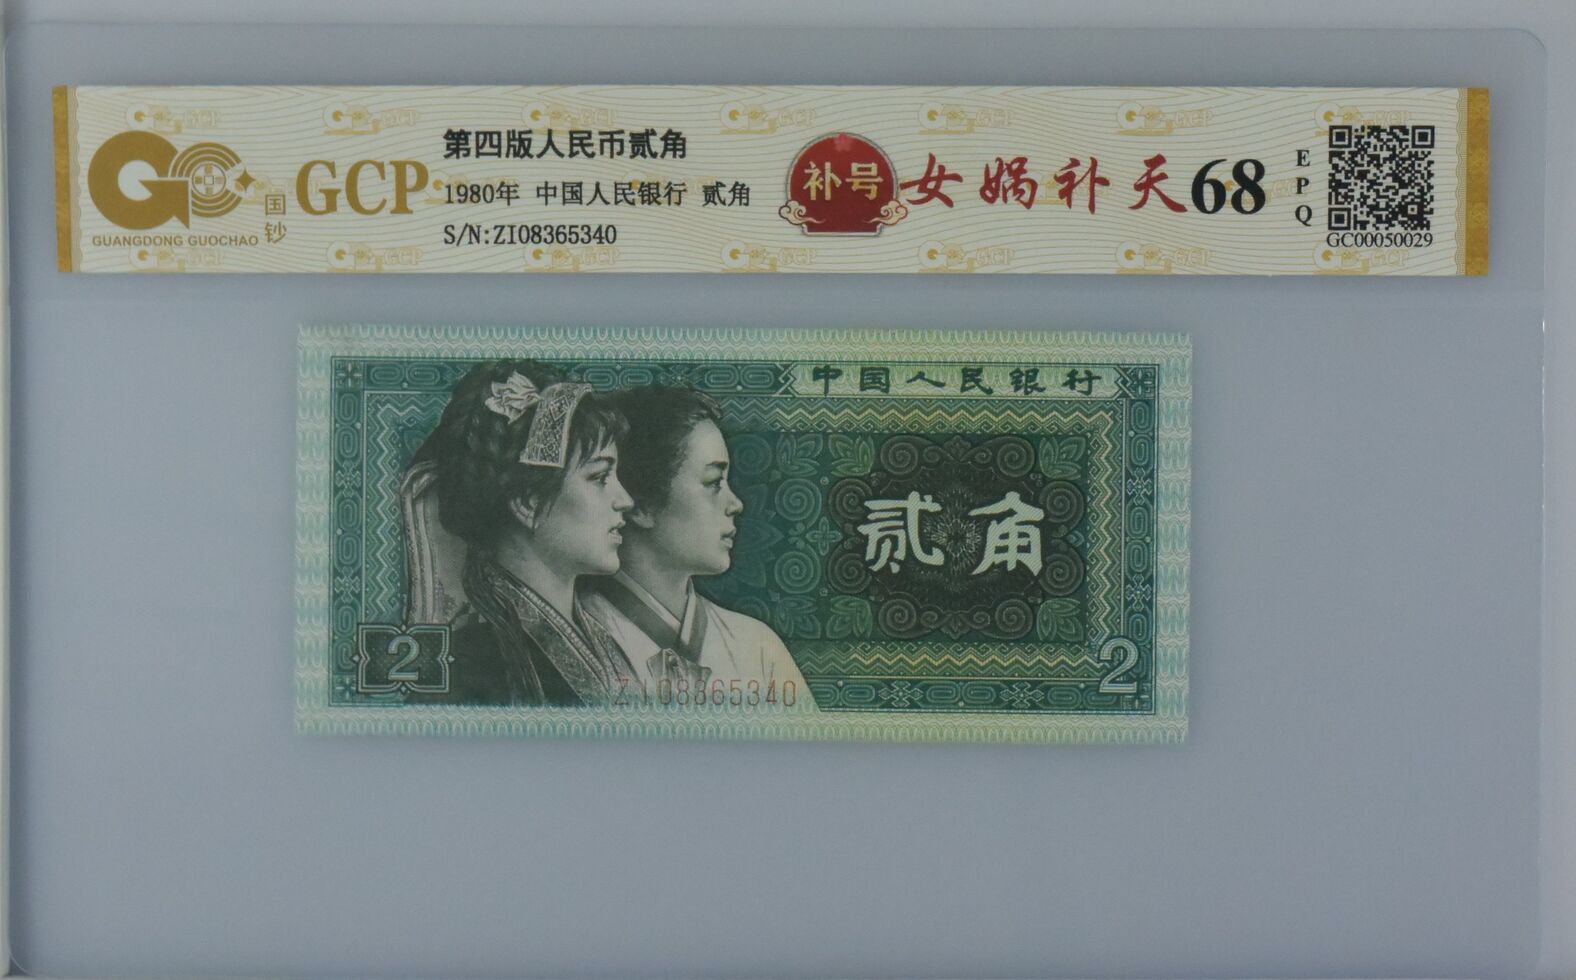 GCP
GUANGDONG GUOCHAO
国钞
第四版人民币贰角
1980年 中国人民银行 贰角
S/N:ZI08365340
补号
女娲补天
68
EPQ
GC00050029
中国人民银行
贰角
2
2
ZI08365340